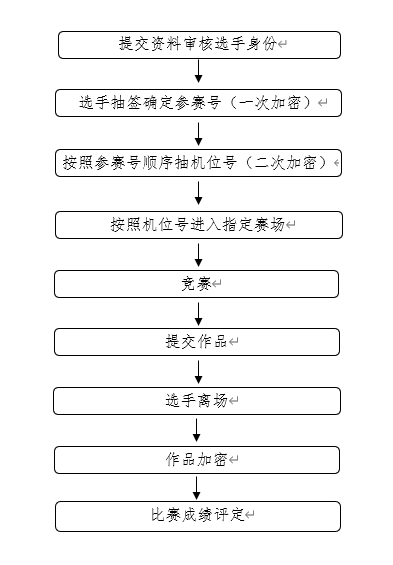 提交资料审核选手身份
选手抽签确定参赛号（一次加密）
按照参赛号顺序抽机位号（二次加密）
按照机位号进入指定赛场
竞赛
提交作品
选手离场
作品加密
比赛成绩评定